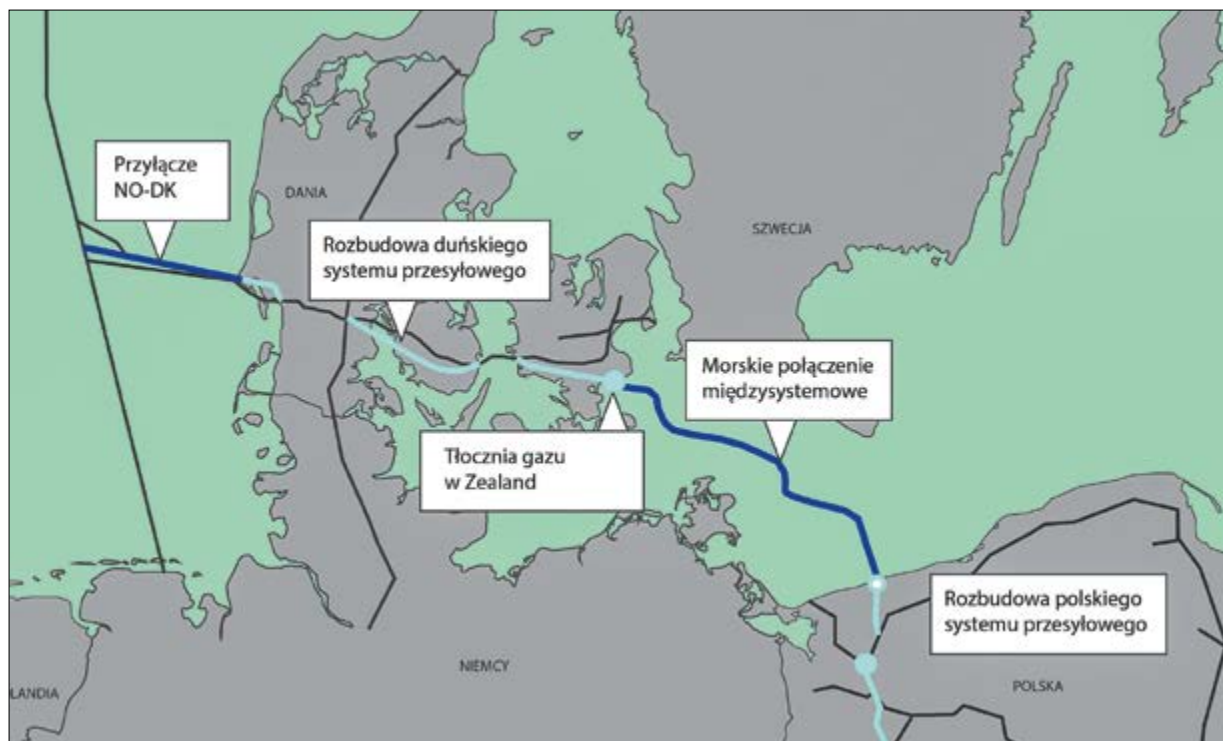 Przyłącze
NO-DK
DANIA
Rozbudowa duńskiego
systemu przesyłowego
SZWECJA
Morskie połączenie
międzysystemowe
Tłocznia gazu
w Zealand
Rozbudowa polskiego
systemu przesyłowego
NIEMCY
LANDIA
POLSKA